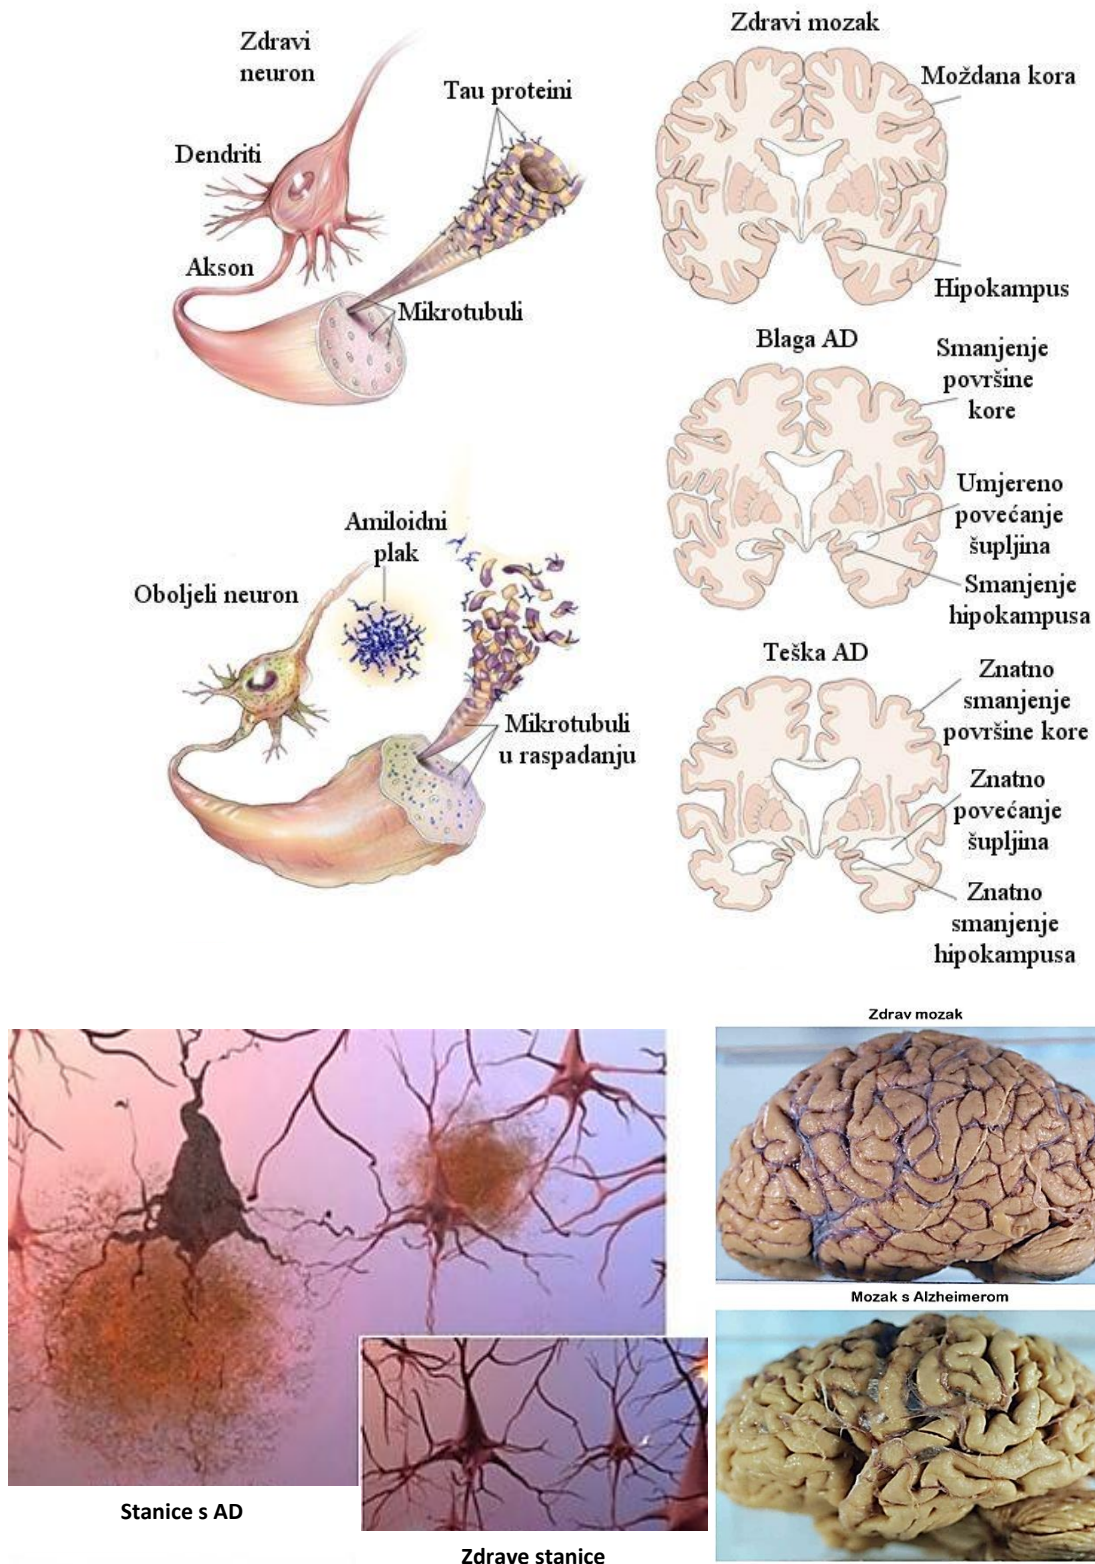 Zdravi
neuron
Tau proteini
Dendriti
Akson
Mikrotubuli
Zdravi mozak
Moždana kora
Hipokampus
Blaga AD
Smanjenje
površine
kore
Umjereno
povećanje
šupljina
Smanjenje
hipokampusa
Amiloidni
plak
Oboljeli neuron
Mikrotubuli
u raspadanju
Teška AD
Znatno
smanjenje
površine kore
Znatno
povećanje
šupljina
Znatno
smanjenje
hipokampusa
Zdrav mozak
Mozak s Alzheimerom
Stanice s AD
Zdrave stanice